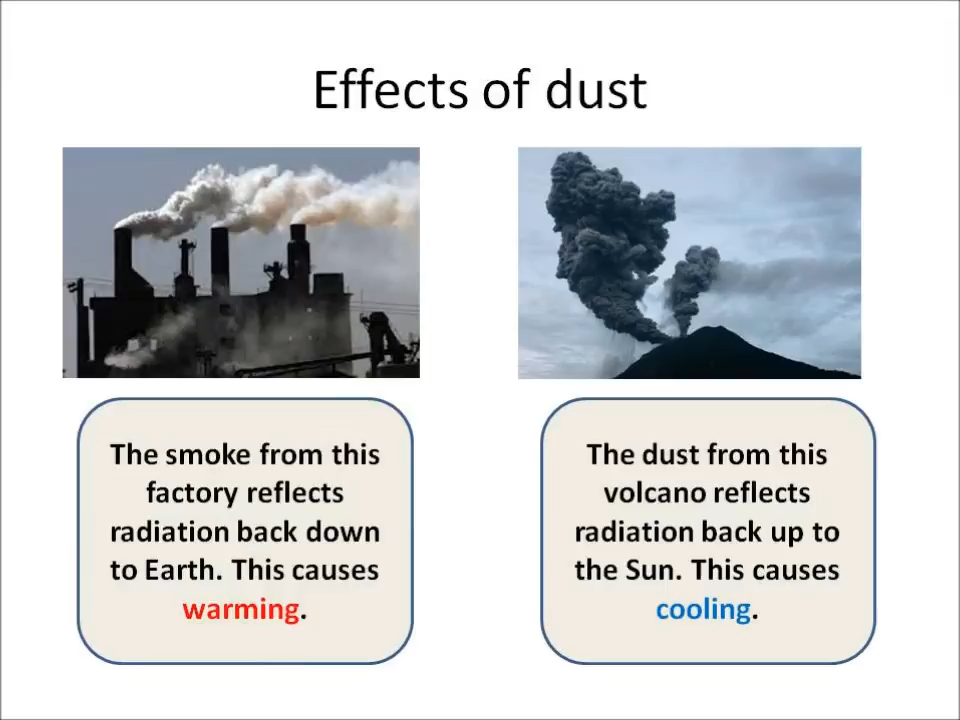 Effects of dust
The smoke from this
factory reflects
radiation back down
to Earth. This causes
warming.
The dust from this
volcano reflects
radiation back up to
the Sun. This causes
cooling.